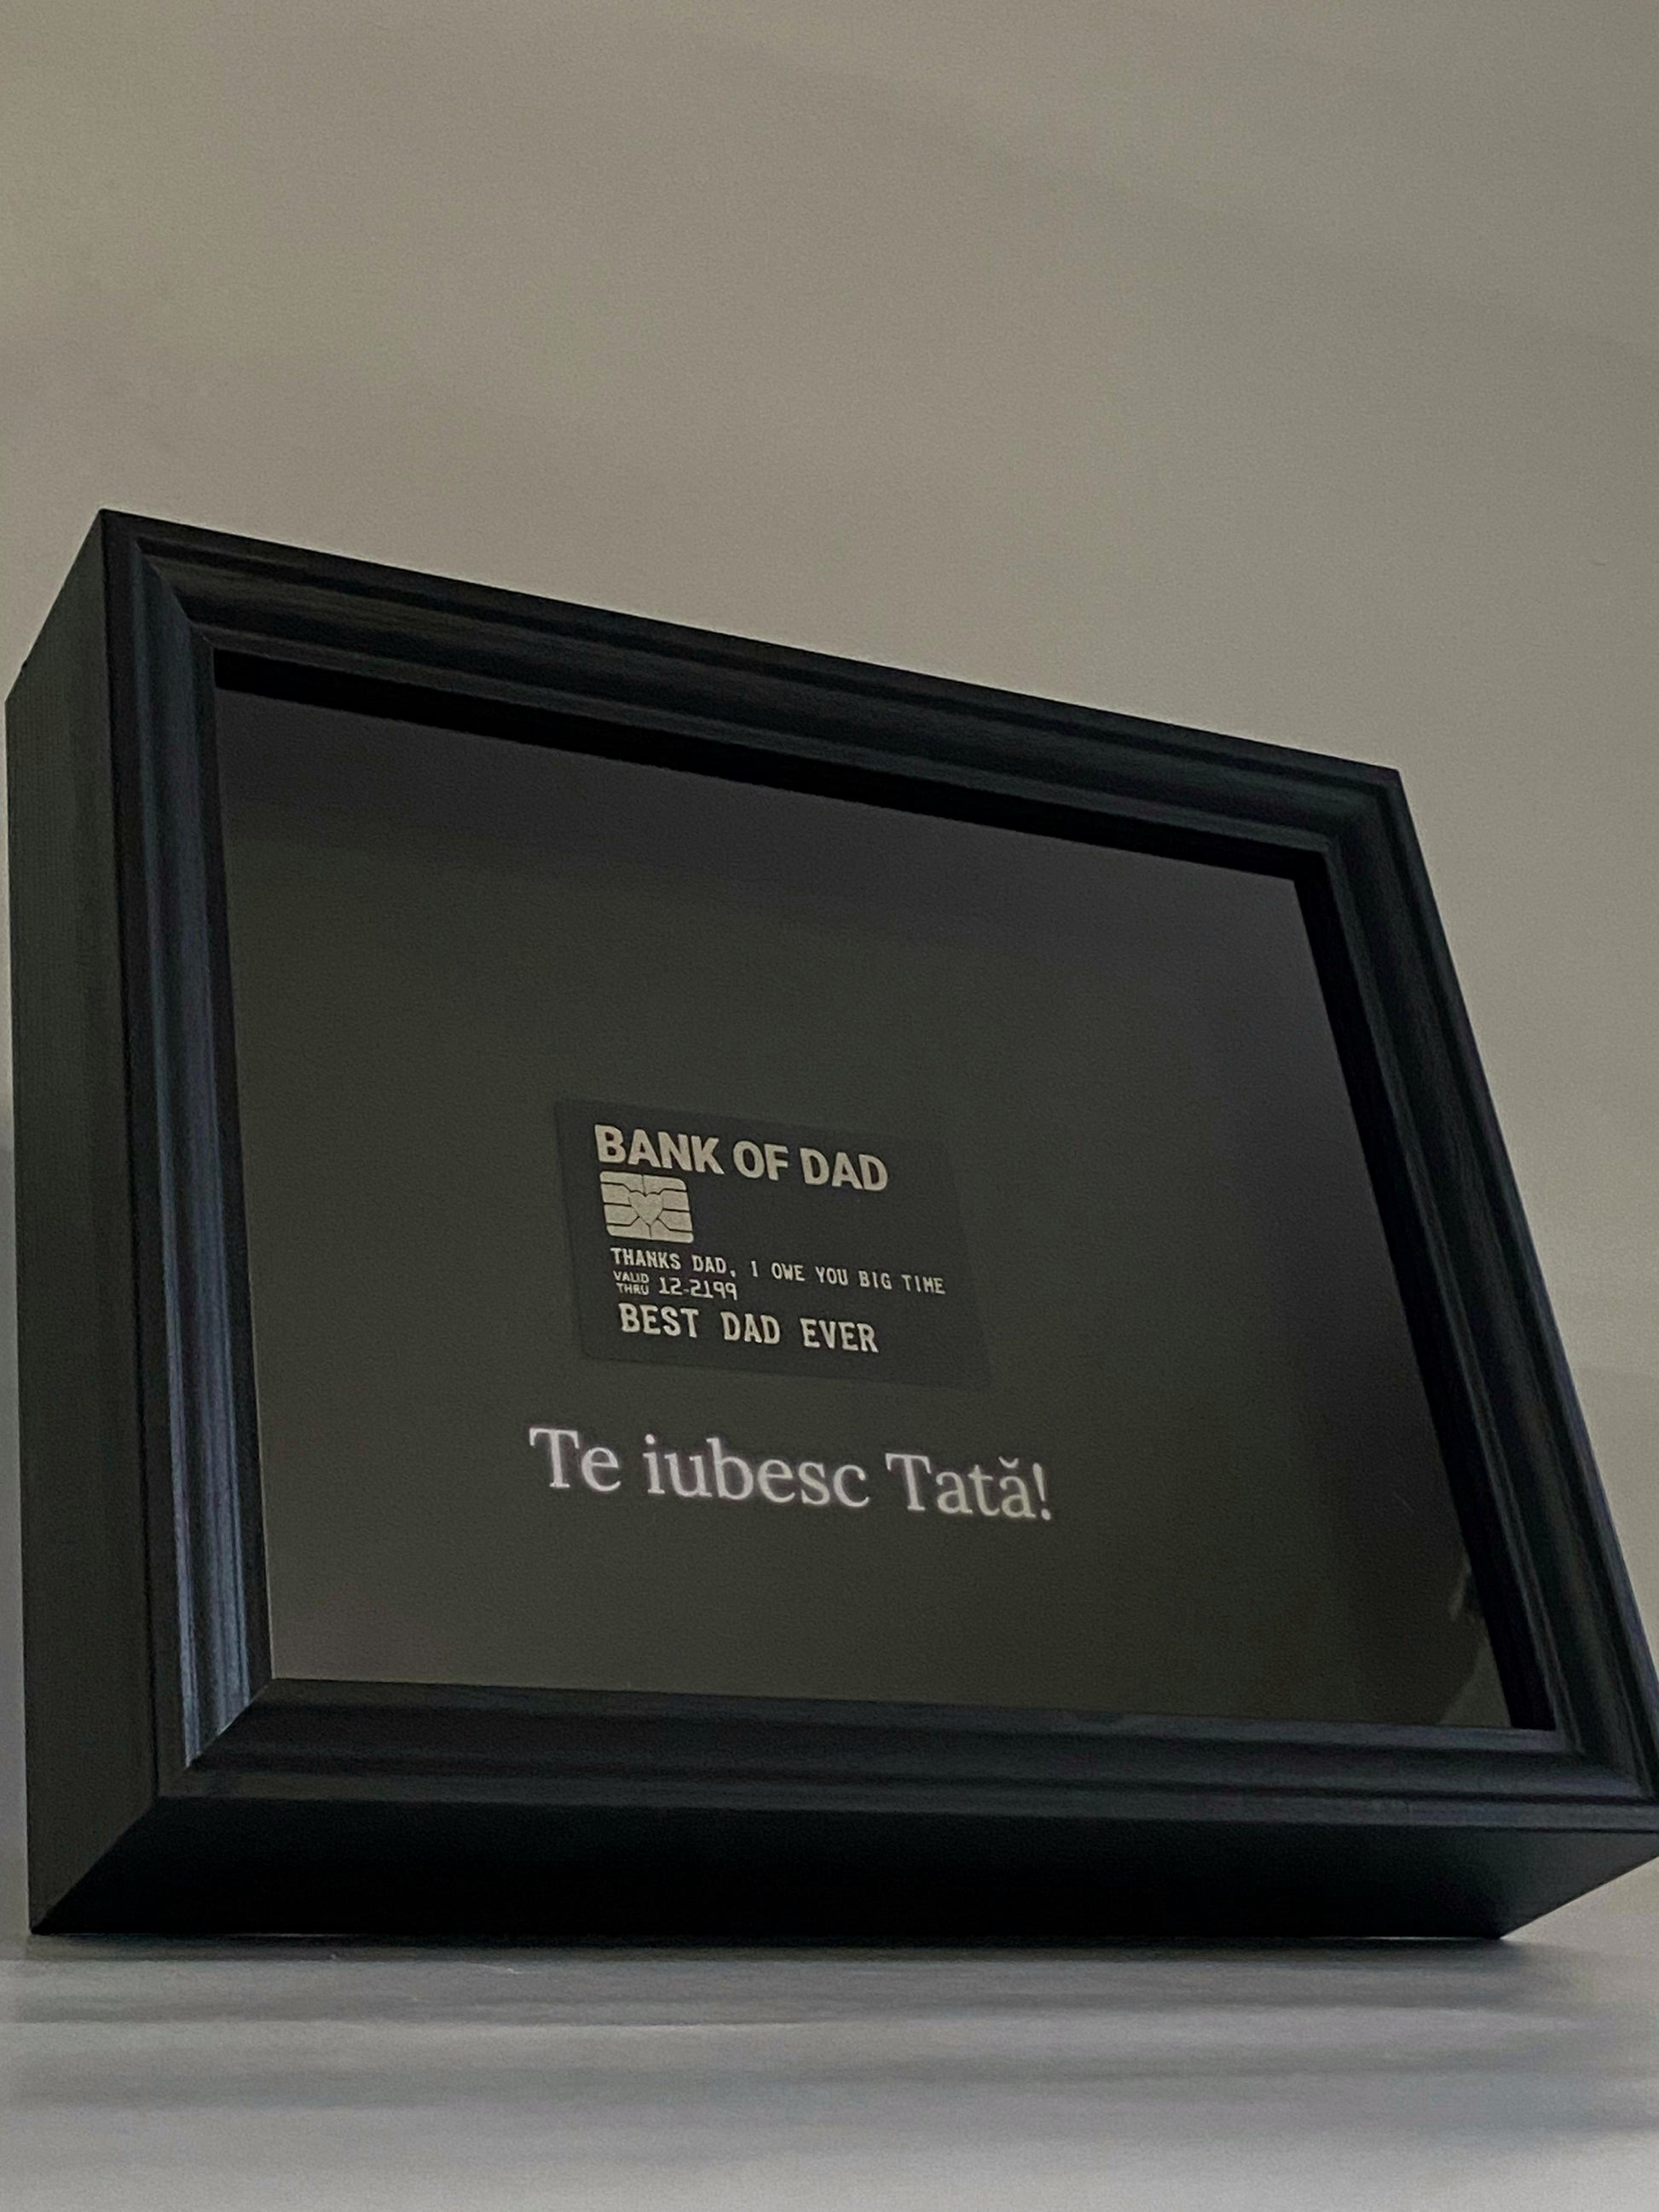 BANK OF DAD
THANKS DAD, I OWE YOU BIG TIME
VALID
THRU 12-2199
BEST DAD EVER
Te iubesc Tată!